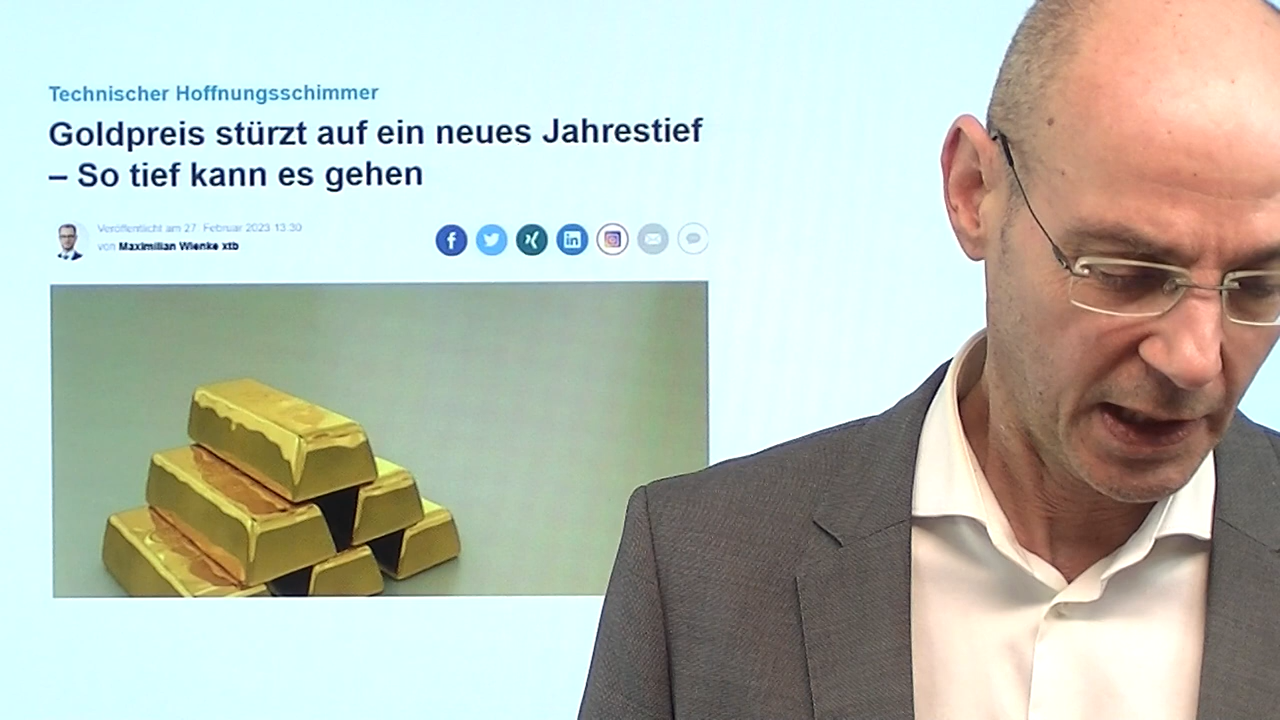 Technischer Hoffnungsschimmer
Goldpreis stürzt auf ein neues Jahrestief
– So tief kann es gehen
Veröffentlicht am 27. Februar 2023 13:30
von Maximilian Wienke xtb